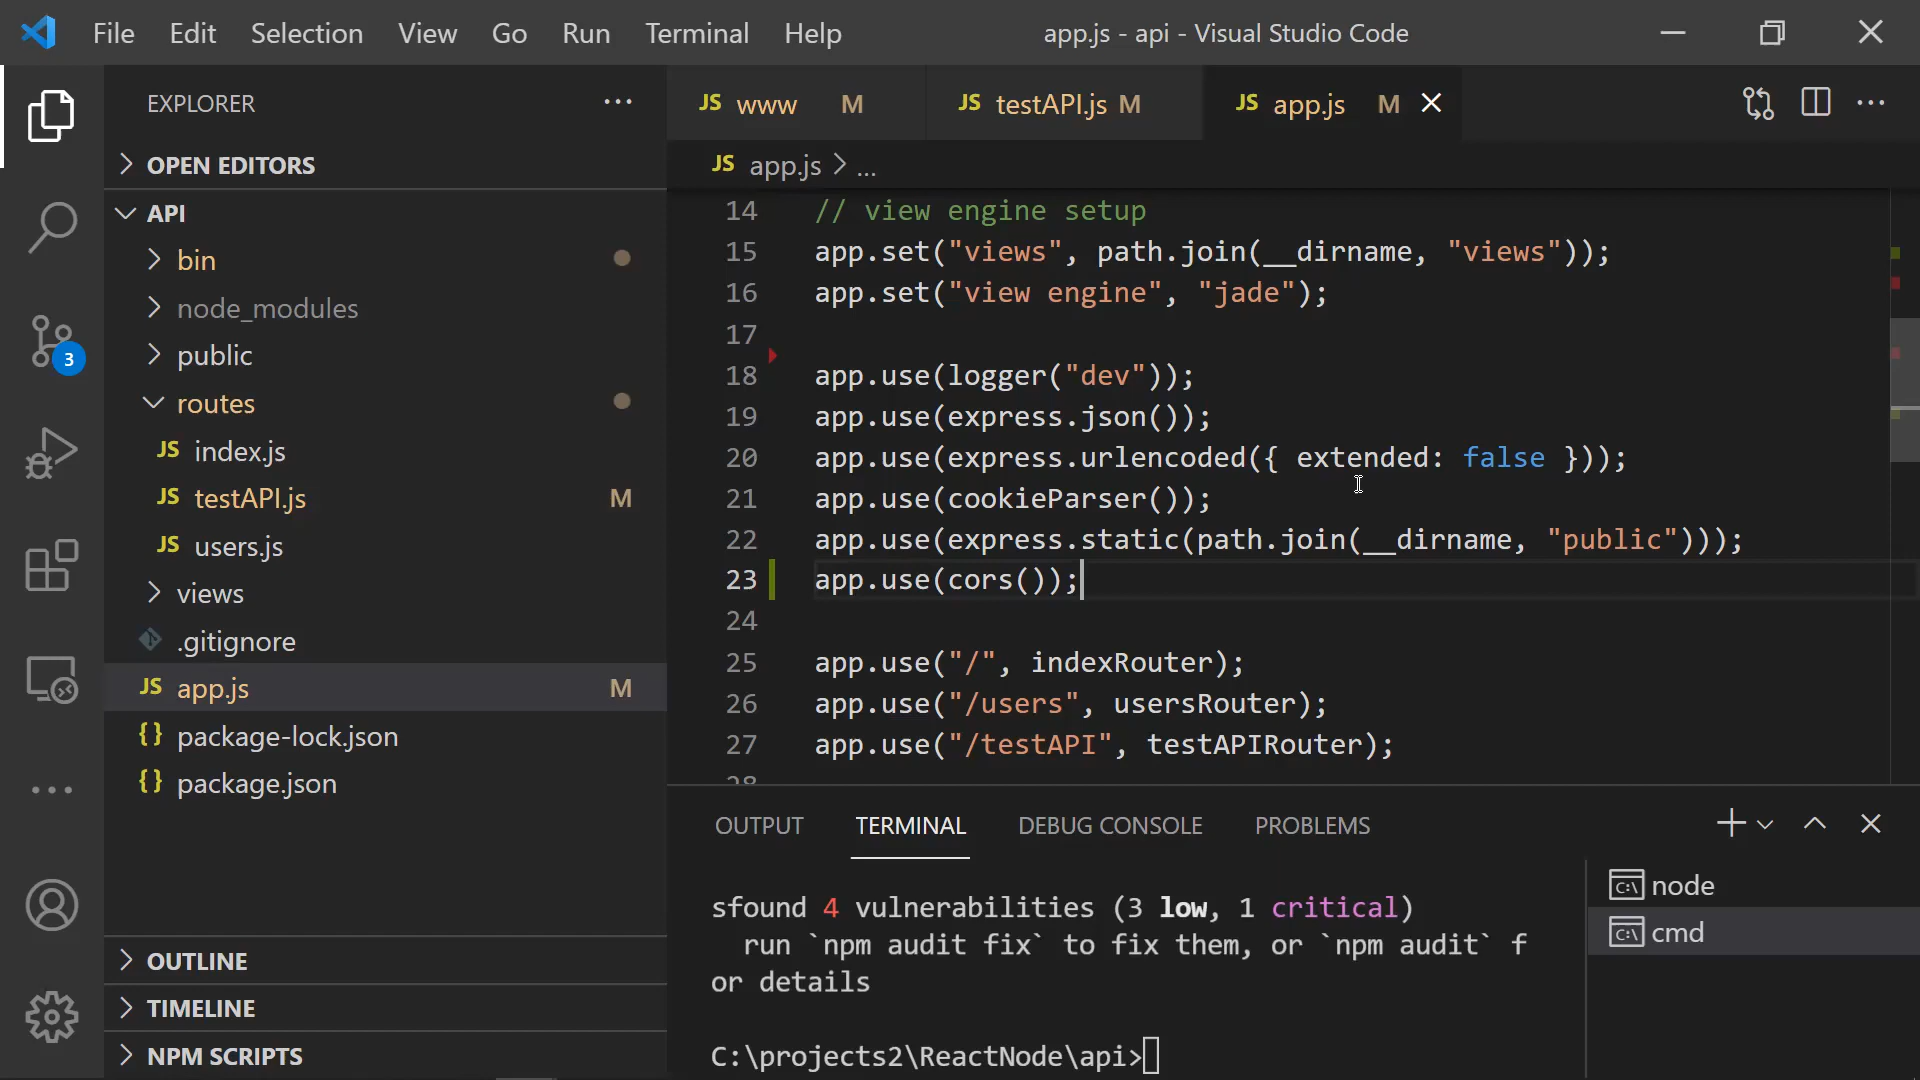 File Edit Selection View Go Run Terminal Help app.js - api - Visual Studio Code
EXPLORER
OPEN EDITORS
API
bin
node_modules
public
routes
JS index.js
JS testAPI.js M
JS users.js
views
.gitignore
JS app.js M
{} package-lock.json
{} package.json
OUTLINE
TIMELINE
NPM SCRIPTS
3
JS www M JS testAPI.js M JS app.js M
JS app.js > ...
14 // view engine setup
15 app.set("views", path.join(__dirname, "views"));
16 app.set("view engine", "jade");
17
18 app.use(logger("dev"));
19 app.use(express.json());
20 app.use(express.urlencoded({ extended: false }));
21 app.use(cookieParser());
22 app.use(express.static(path.join(__dirname, "public")));
23 app.use(cors());
24
25 app.use("/", indexRouter);
26 app.use("/users", usersRouter);
27 app.use("/testAPI", testAPIRouter);
28
OUTPUT TERMINAL DEBUG CONSOLE PROBLEMS
sfound 4 vulnerabilities (3 low, 1 critical)
run `npm audit fix` to fix them, or `npm audit` f
or details
C:\projects2\ReactNode\api>
node
cmd